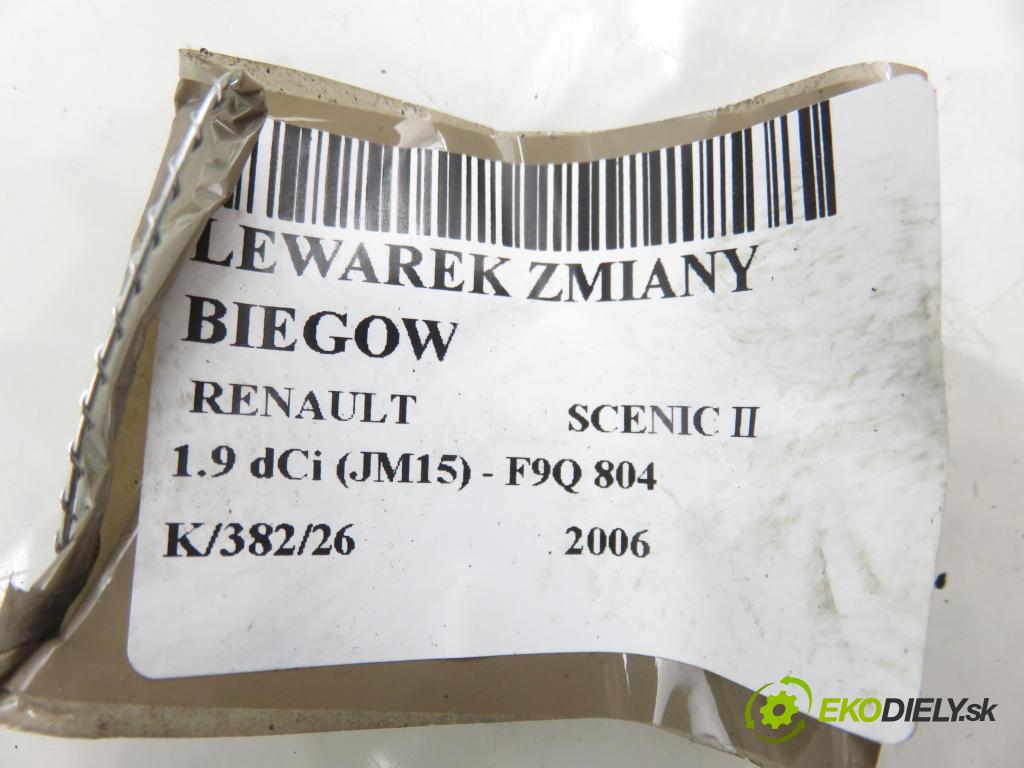 LEWAREK ZMIANY
BIEGOW
RENAULT SCENIC II
1.9 dCi (JM15) - F9Q 804
K/382/26 2006
EKODIELY.sk